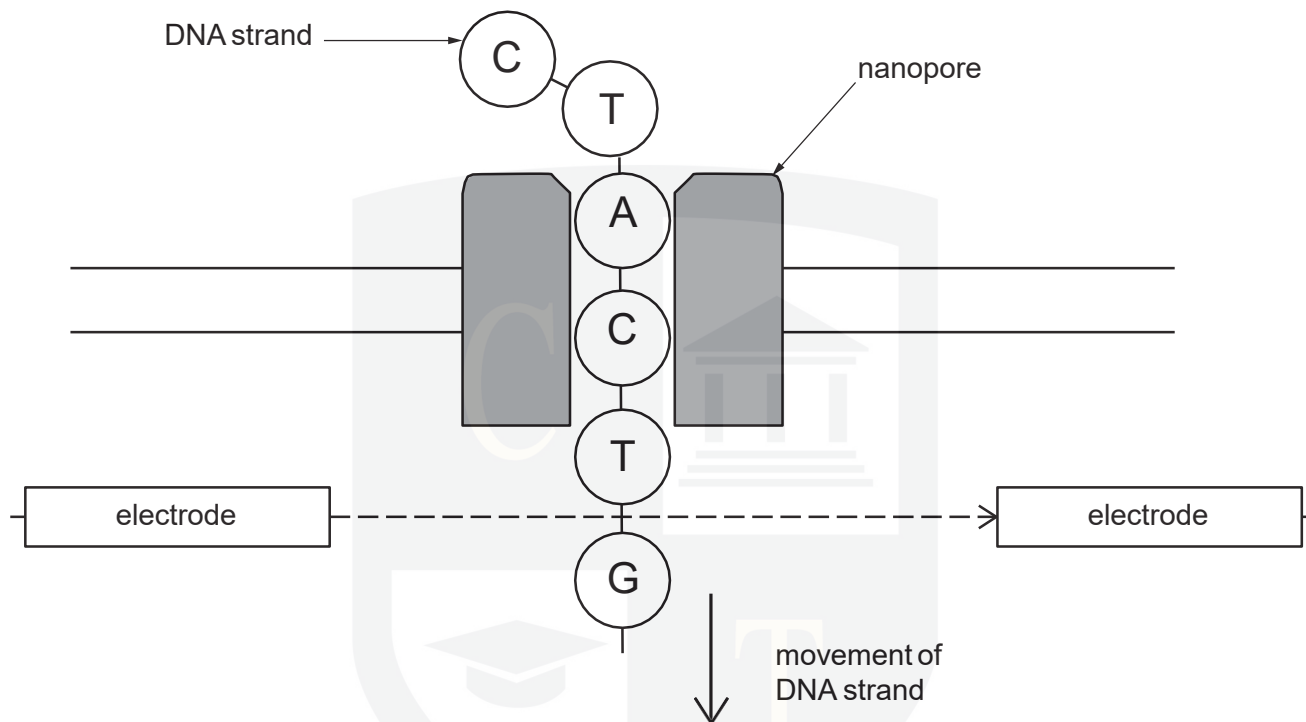 DNA strand
C
T
nanopore
A
C
T
electrode
electrode
G
movement of
DNA strand
C
T